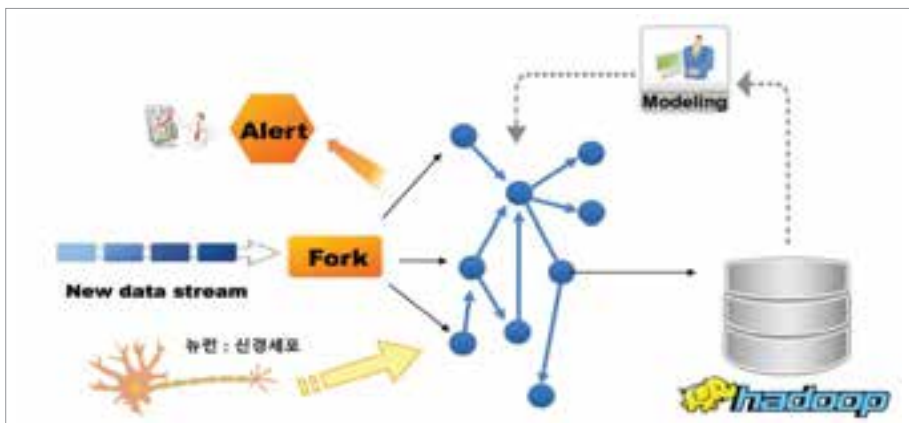 Modeling
Alert
Fork
New data stream
뉴런 : 신경세포
hadoop